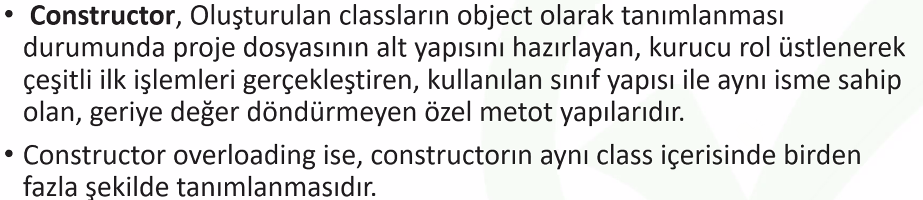 • Constructor, Oluşturulan classların object olarak tanımlanması
durumunda proje dosyasının alt yapısını hazırlayan, kurucu rol üstlenerek
çeşitli ilk işlemleri gerçekleştiren, kullanılan sınıf yapısı ile aynı isme sahip
olan, geriye değer döndürmeyen özel metot yapılarıdır.
• Constructor overloading ise, constructorın aynı class içerisinde birden
fazla şekilde tanımlanmasıdır.